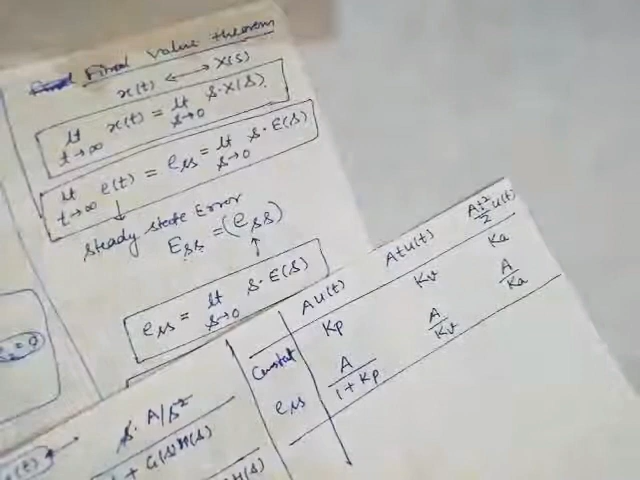 Final Value theorem
x(t) ⟷ X(s)
lt t→∞ x(t) = lt s→0 s·X(s).
lt t→∞ e(t) = ess = lt s→0 s·E(s)
steady state Error
Ess = (ess)
ess = lt s→0 s·E(s)
Au(t) Atu(t) At²/2 u(t)
Constat Kp Kv Ka
ess A/1+Kp A/Kv A/Ka
s· A/s²
+ G(s)H(s)
(t)
H(s)